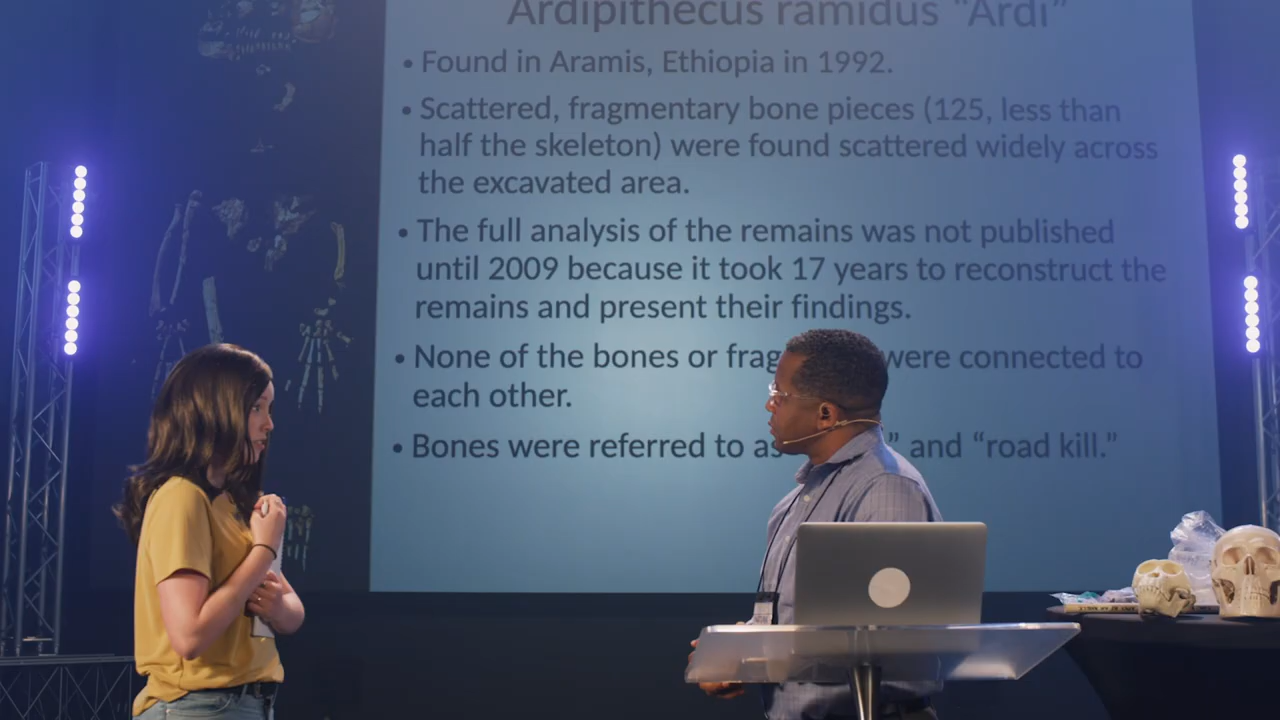 Ardipithecus ramidus “Ardi”
• Found in Aramis, Ethiopia in 1992.
• Scattered, fragmentary bone pieces (125, less than
half the skeleton) were found scattered widely across
the excavated area.
• The full analysis of the remains was not published
until 2009 because it took 17 years to reconstruct the
remains and present their findings.
• None of the bones or frag were connected to
each other.
• Bones were referred to as ” and “road kill.”